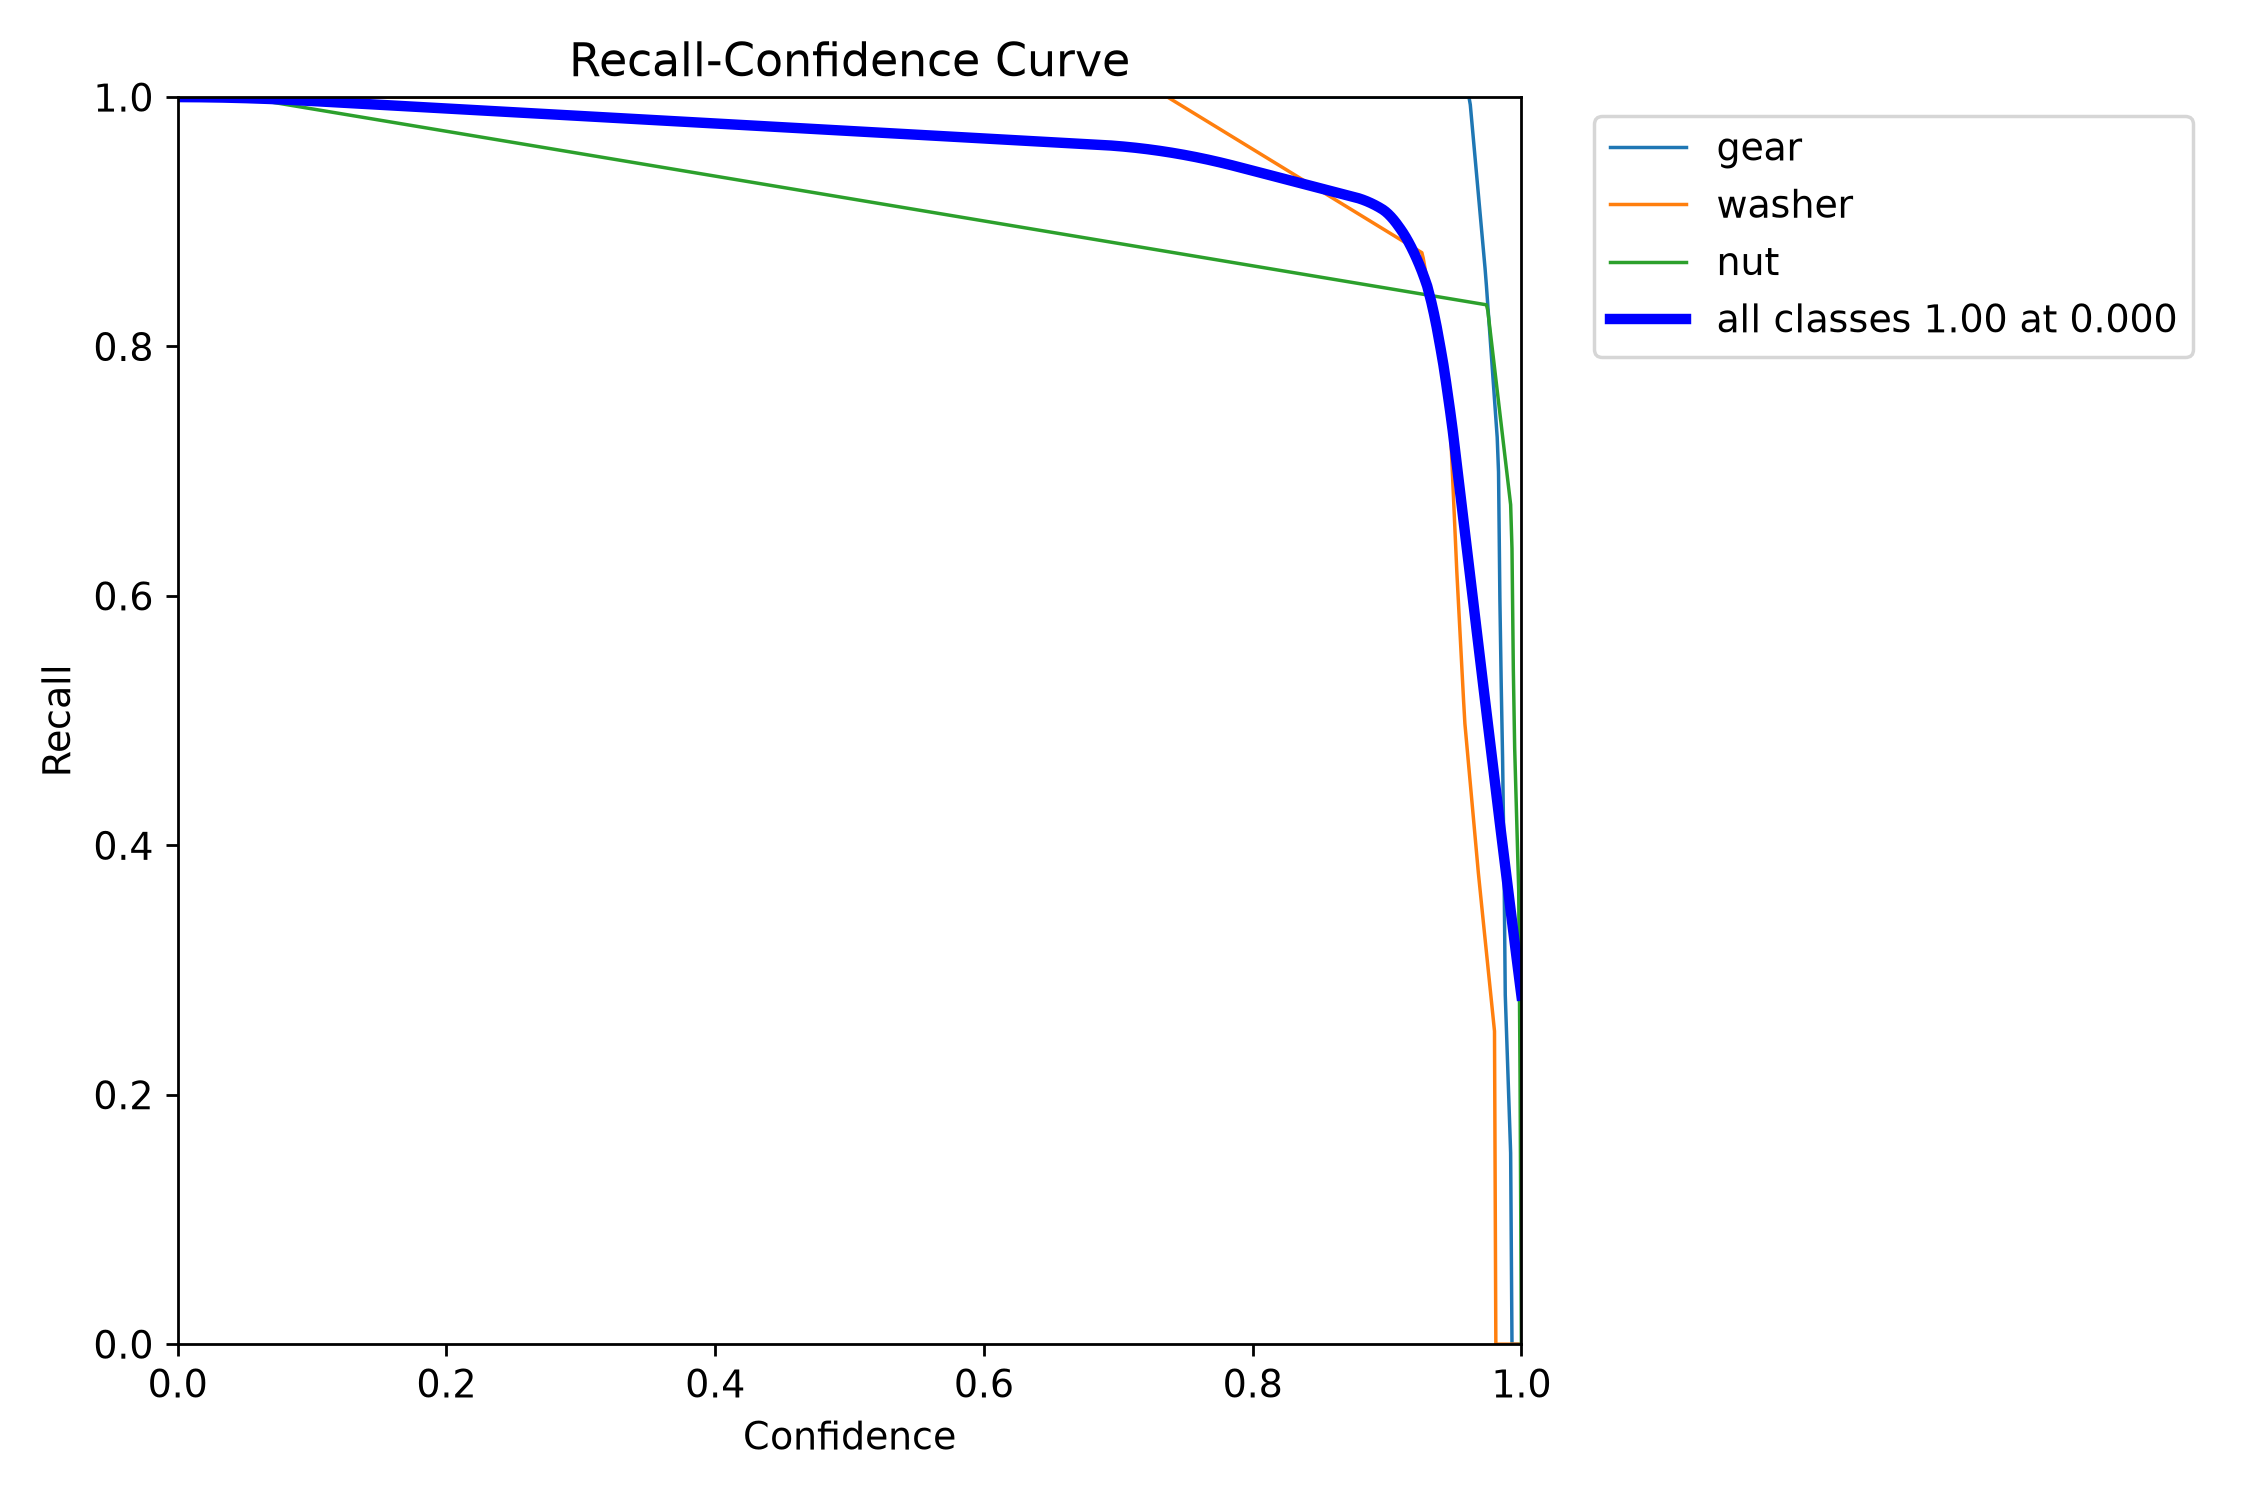 Recall-Confidence Curve
1.0
0.8
0.6
0.4
0.2
0.0
Recall
0.0 0.2 0.4 0.6 0.8 1.0
Confidence
gear
washer
nut
all classes 1.00 at 0.000